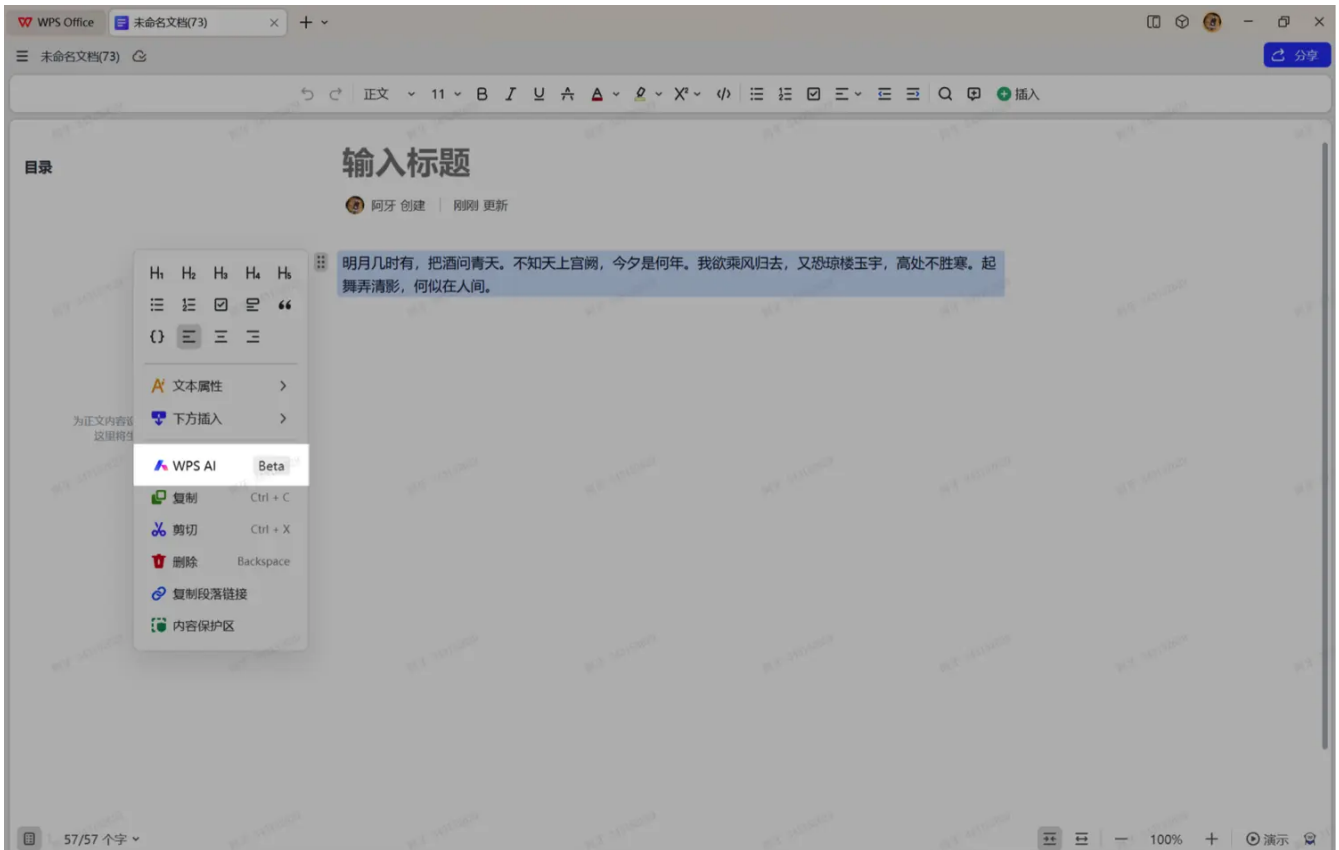 WPS Office 未命名文档(73)
未命名文档(73) 分享
正文 11 B I U A A X² </> 插入
目录
输入标题
阿牙 创建 刚刚 更新
明月几时有，把酒问青天。不知天上宫阙，今夕是何年。我欲乘风归去，又恐琼楼玉宇，高处不胜寒。起
舞弄清影，何似在人间。
H1 H2 H3 H4 H5
{}
文本属性
下方插入
为正文内容
这里将
WPS AI Beta
复制 Ctrl + C
剪切 Ctrl + X
删除 Backspace
复制段落链接
内容保护区
57/57 个字 100% 演示